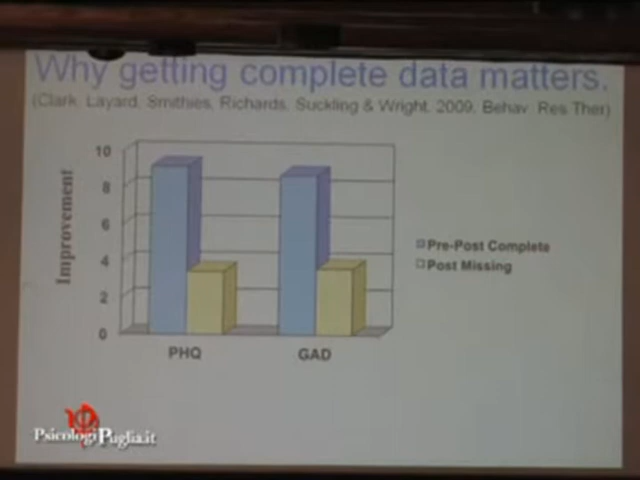 Why getting complete data matters.
(Clark, Layard, Smithies, Richards, Suckling & Wright, 2009, Behav. Res Ther)
10
8
6
4
2
0
Improvement
PHQ
GAD
Pre-Post Complete
Post Missing
PsicologiPuglia.it